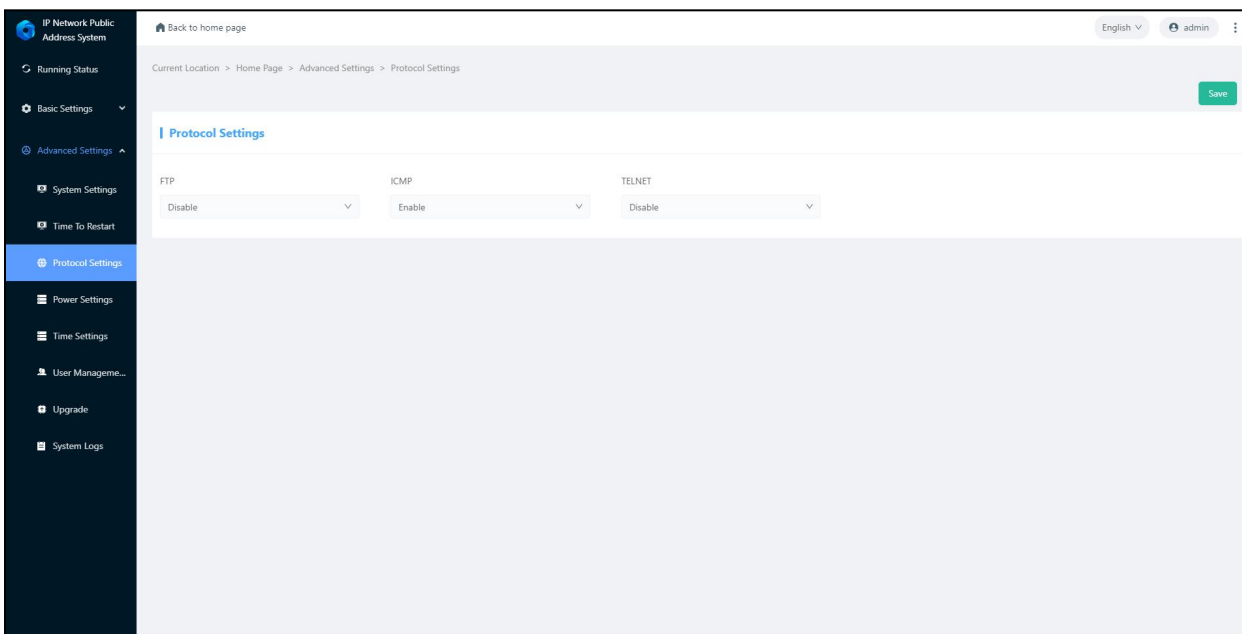 IP Network Public
Address System
Back to home page
English
admin
Running Status
Current Location > Home Page > Advanced Settings > Protocol Settings
Save
Basic Settings
Protocol Settings
Advanced Settings
System Settings
FTP
ICMP
TELNET
Disable
Enable
Disable
Time To Restart
Protocol Settings
Power Settings
Time Settings
User Manageme...
Upgrade
System Logs